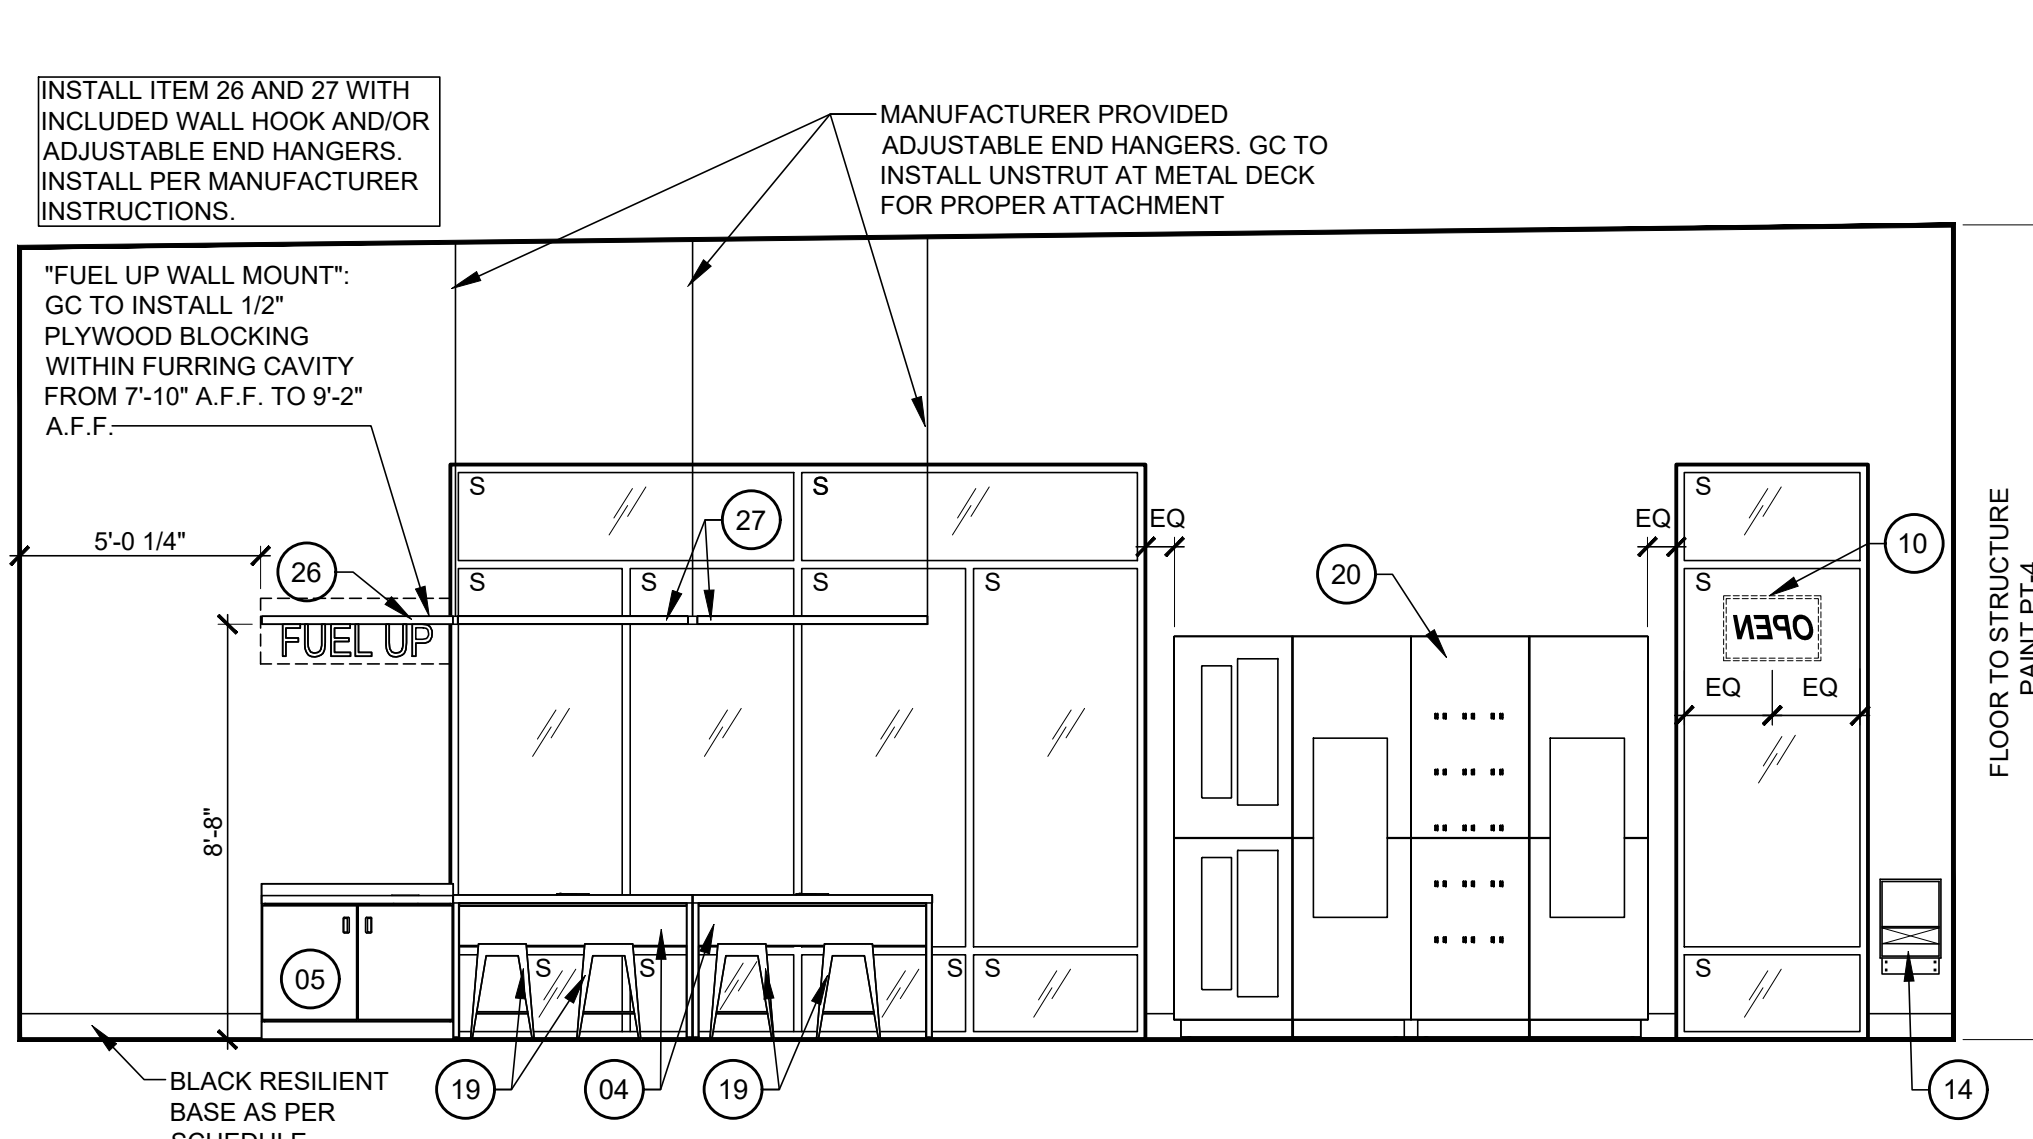 INSTALL ITEM 26 AND 27 WITH
INCLUDED WALL HOOK AND/OR
ADJUSTABLE END HANGERS.
INSTALL PER MANUFACTURER
INSTRUCTIONS.
MANUFACTURER PROVIDED
ADJUSTABLE END HANGERS. GC TO
INSTALL UNSTRUT AT METAL DECK
FOR PROPER ATTACHMENT
"FUEL UP WALL MOUNT":
GC TO INSTALL 1/2"
PLYWOOD BLOCKING
WITHIN FURRING CAVITY
FROM 7'-10" A.F.F. TO 9'-2"
A.F.F.
S
S
S
27
EQ
EQ
10
5'-0 1/4"
26
20
S
S
S
S
S
FUEL UP
OPEN
EQ
EQ
FLOOR TO STRUCTURE
PAINT PT-4
8'-8"
05
S
S
S
S
S
19
04
19
14
BLACK RESILIENT
BASE AS PER
SCHEDULE